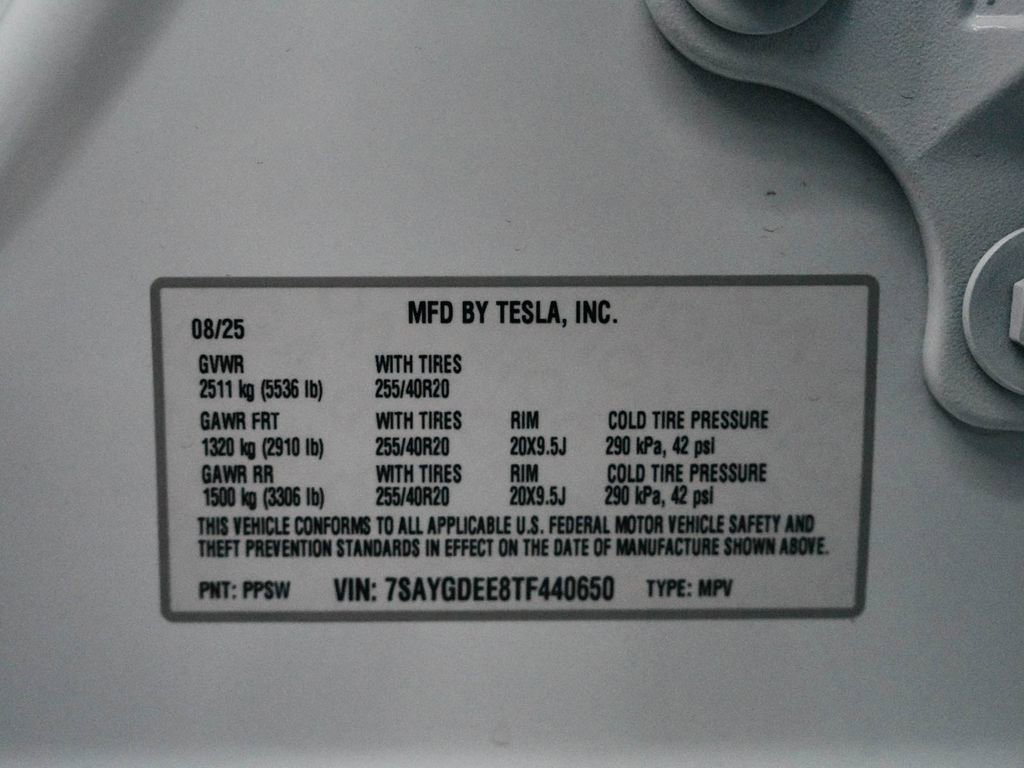 MFD BY TESLA, INC.
08/25
GVWR WITH TIRES
2511 kg (5536 lb) 255/40R20
GAWR FRT WITH TIRES RIM COLD TIRE PRESSURE
1320 kg (2910 lb) 255/40R20 20X9.5J 290 kPa, 42 psi
GAWR RR WITH TIRES RIM COLD TIRE PRESSURE
1500 kg (3306 lb) 255/40R20 20X9.5J 290 kPa, 42 psi
THIS VEHICLE CONFORMS TO ALL APPLICABLE U.S. FEDERAL MOTOR VEHICLE SAFETY AND
THEFT PREVENTION STANDARDS IN EFFECT ON THE DATE OF MANUFACTURE SHOWN ABOVE.
PNT: PPSW VIN: 7SAYGDEE8TF440650 TYPE: MPV